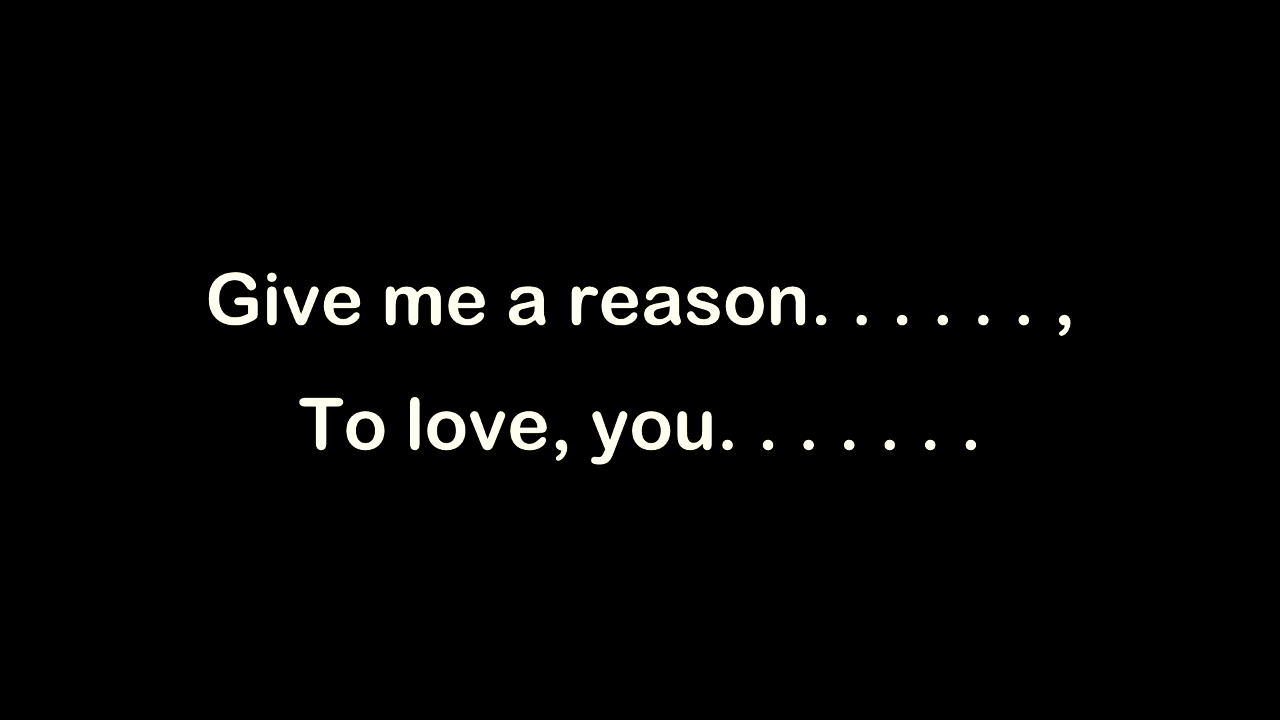 Give me a reason. . . . . . ,
To love, you. . . . . . .